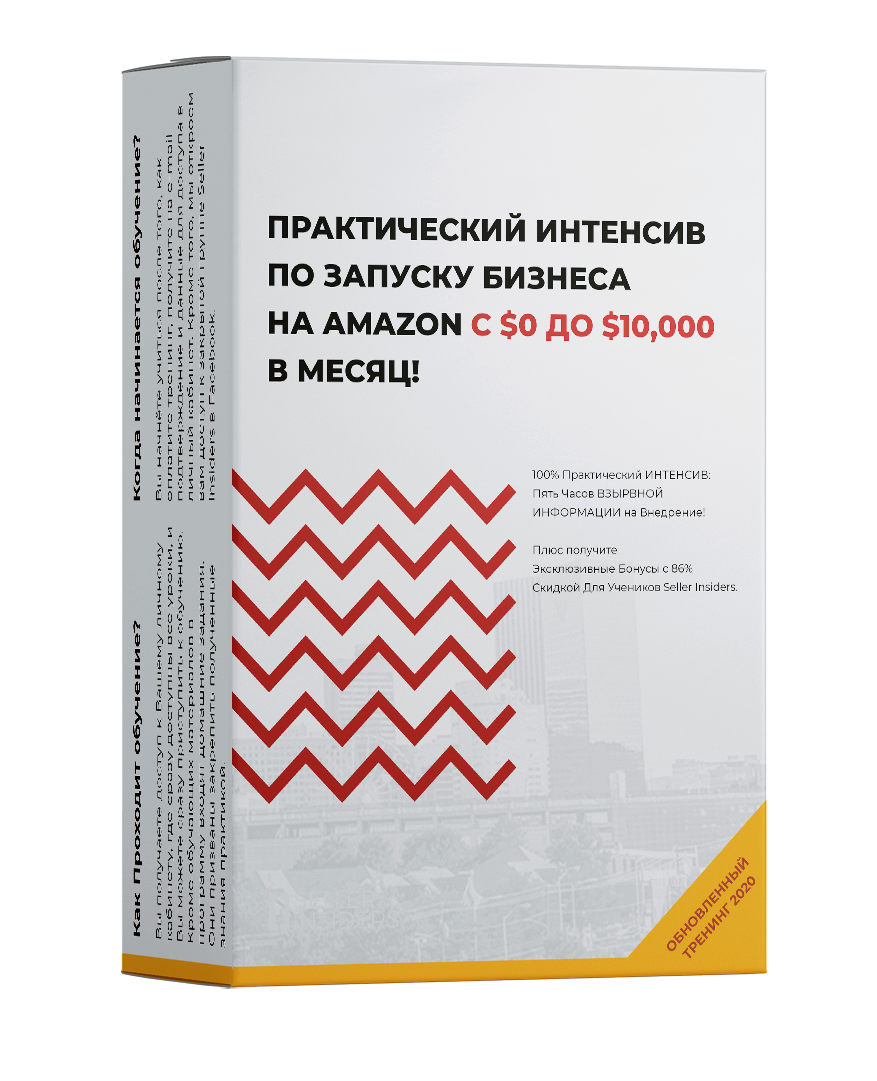 ПРАКТИЧЕСКИЙ ИНТЕНСИВ
ПО ЗАПУСКУ БИЗНЕСА
НА AMAZON С $0 ДО $10,000
В МЕСЯЦ!
100% Практический ИНТЕНСИВ:
Пять Часов ВЗЫРВНОЙ
ИНФОРМАЦИИ на Внедрение!
Плюс получите
Эксклюзивные Бонусы с 86%
Скидкой Для Учеников Seller Insiders.
ОБНОВЛЕННЫЙ
ТРЕНИНГ 2020
Как Проходит обучение?
Вы получаете доступ к Вашему личному
кабинету, где сразу доступны все уроки, и
Вы можете сразу приступить к обучению.
Кроме обучающих материалов в
программу входят домашние задания.
Они призваны закрепить полученные
знания практикой.
Когда начинается обучение?
Вы начнёте учиться после того, как
оплатите тренинг, получите на e-mail
подтверждение и данные для доступа в
личный кабинет. Кроме того, мы откроем
вам доступ к закрытой группе Seller
Insiders в Facebook.